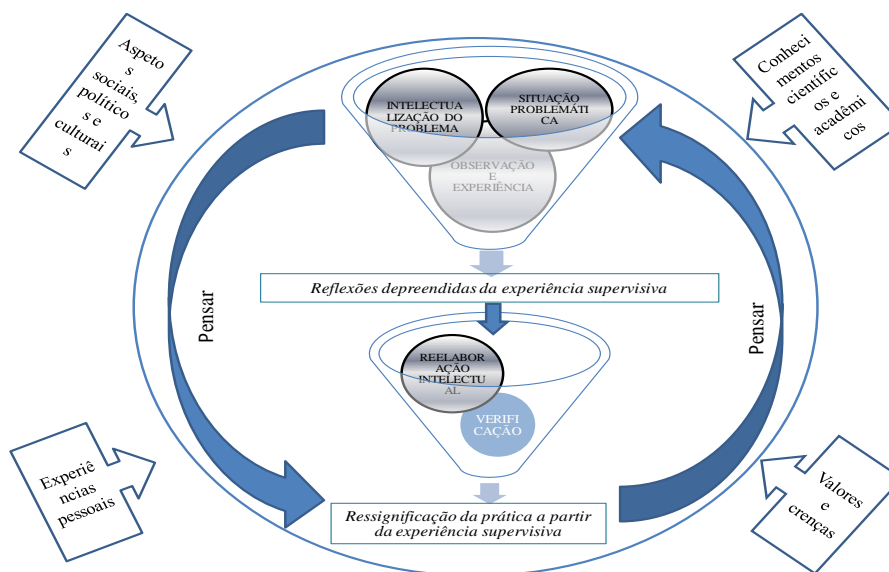 Aspeto
s
sociais,
político
s e
culturai
s
Conheci
mentos
científic
os e
acadêmi
cos
INTELECTUA
LIZAÇÃO DO
PROBLEMA
SITUAÇÃO
PROBLEMÁTI
CA
OBSERVAÇÃO
E
EXPERIÊNCIA
Reflexões depreendidas da experiência supervisiva
Pensar
Pensar
REELABOR
AÇÃO
INTELECTU
AL
VERIFI
CAÇÃO
Experiê
ncias
pessoais
Valores
e
crenças
Ressignificação da prática a partir
da experiência supervisiva